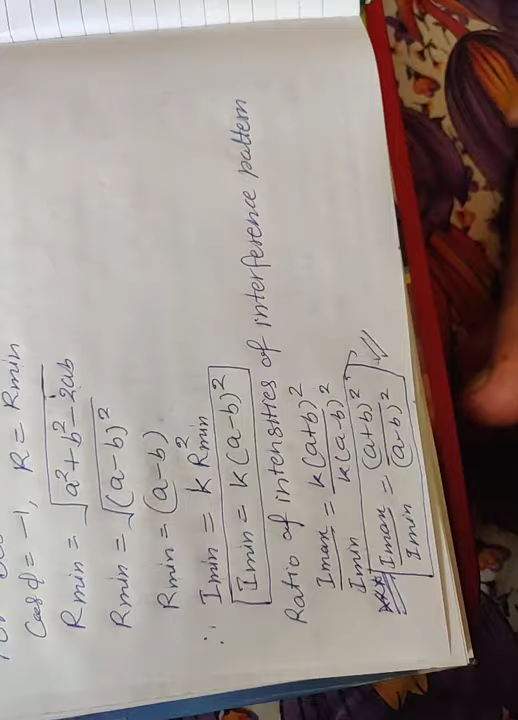 Cos ϕ = -1, R = Rmin
Rmin = √a² + b² - 2ab
Rmin = √(a-b)²
Rmin = (a-b)
∴ Imin = K R²min
Imin = K(a-b)²
Ratio of intensities of interference pattern
Imax / Imin = K(a+b)² / K(a-b)²
*** Imax / Imin = (a+b)² / (a-b)²